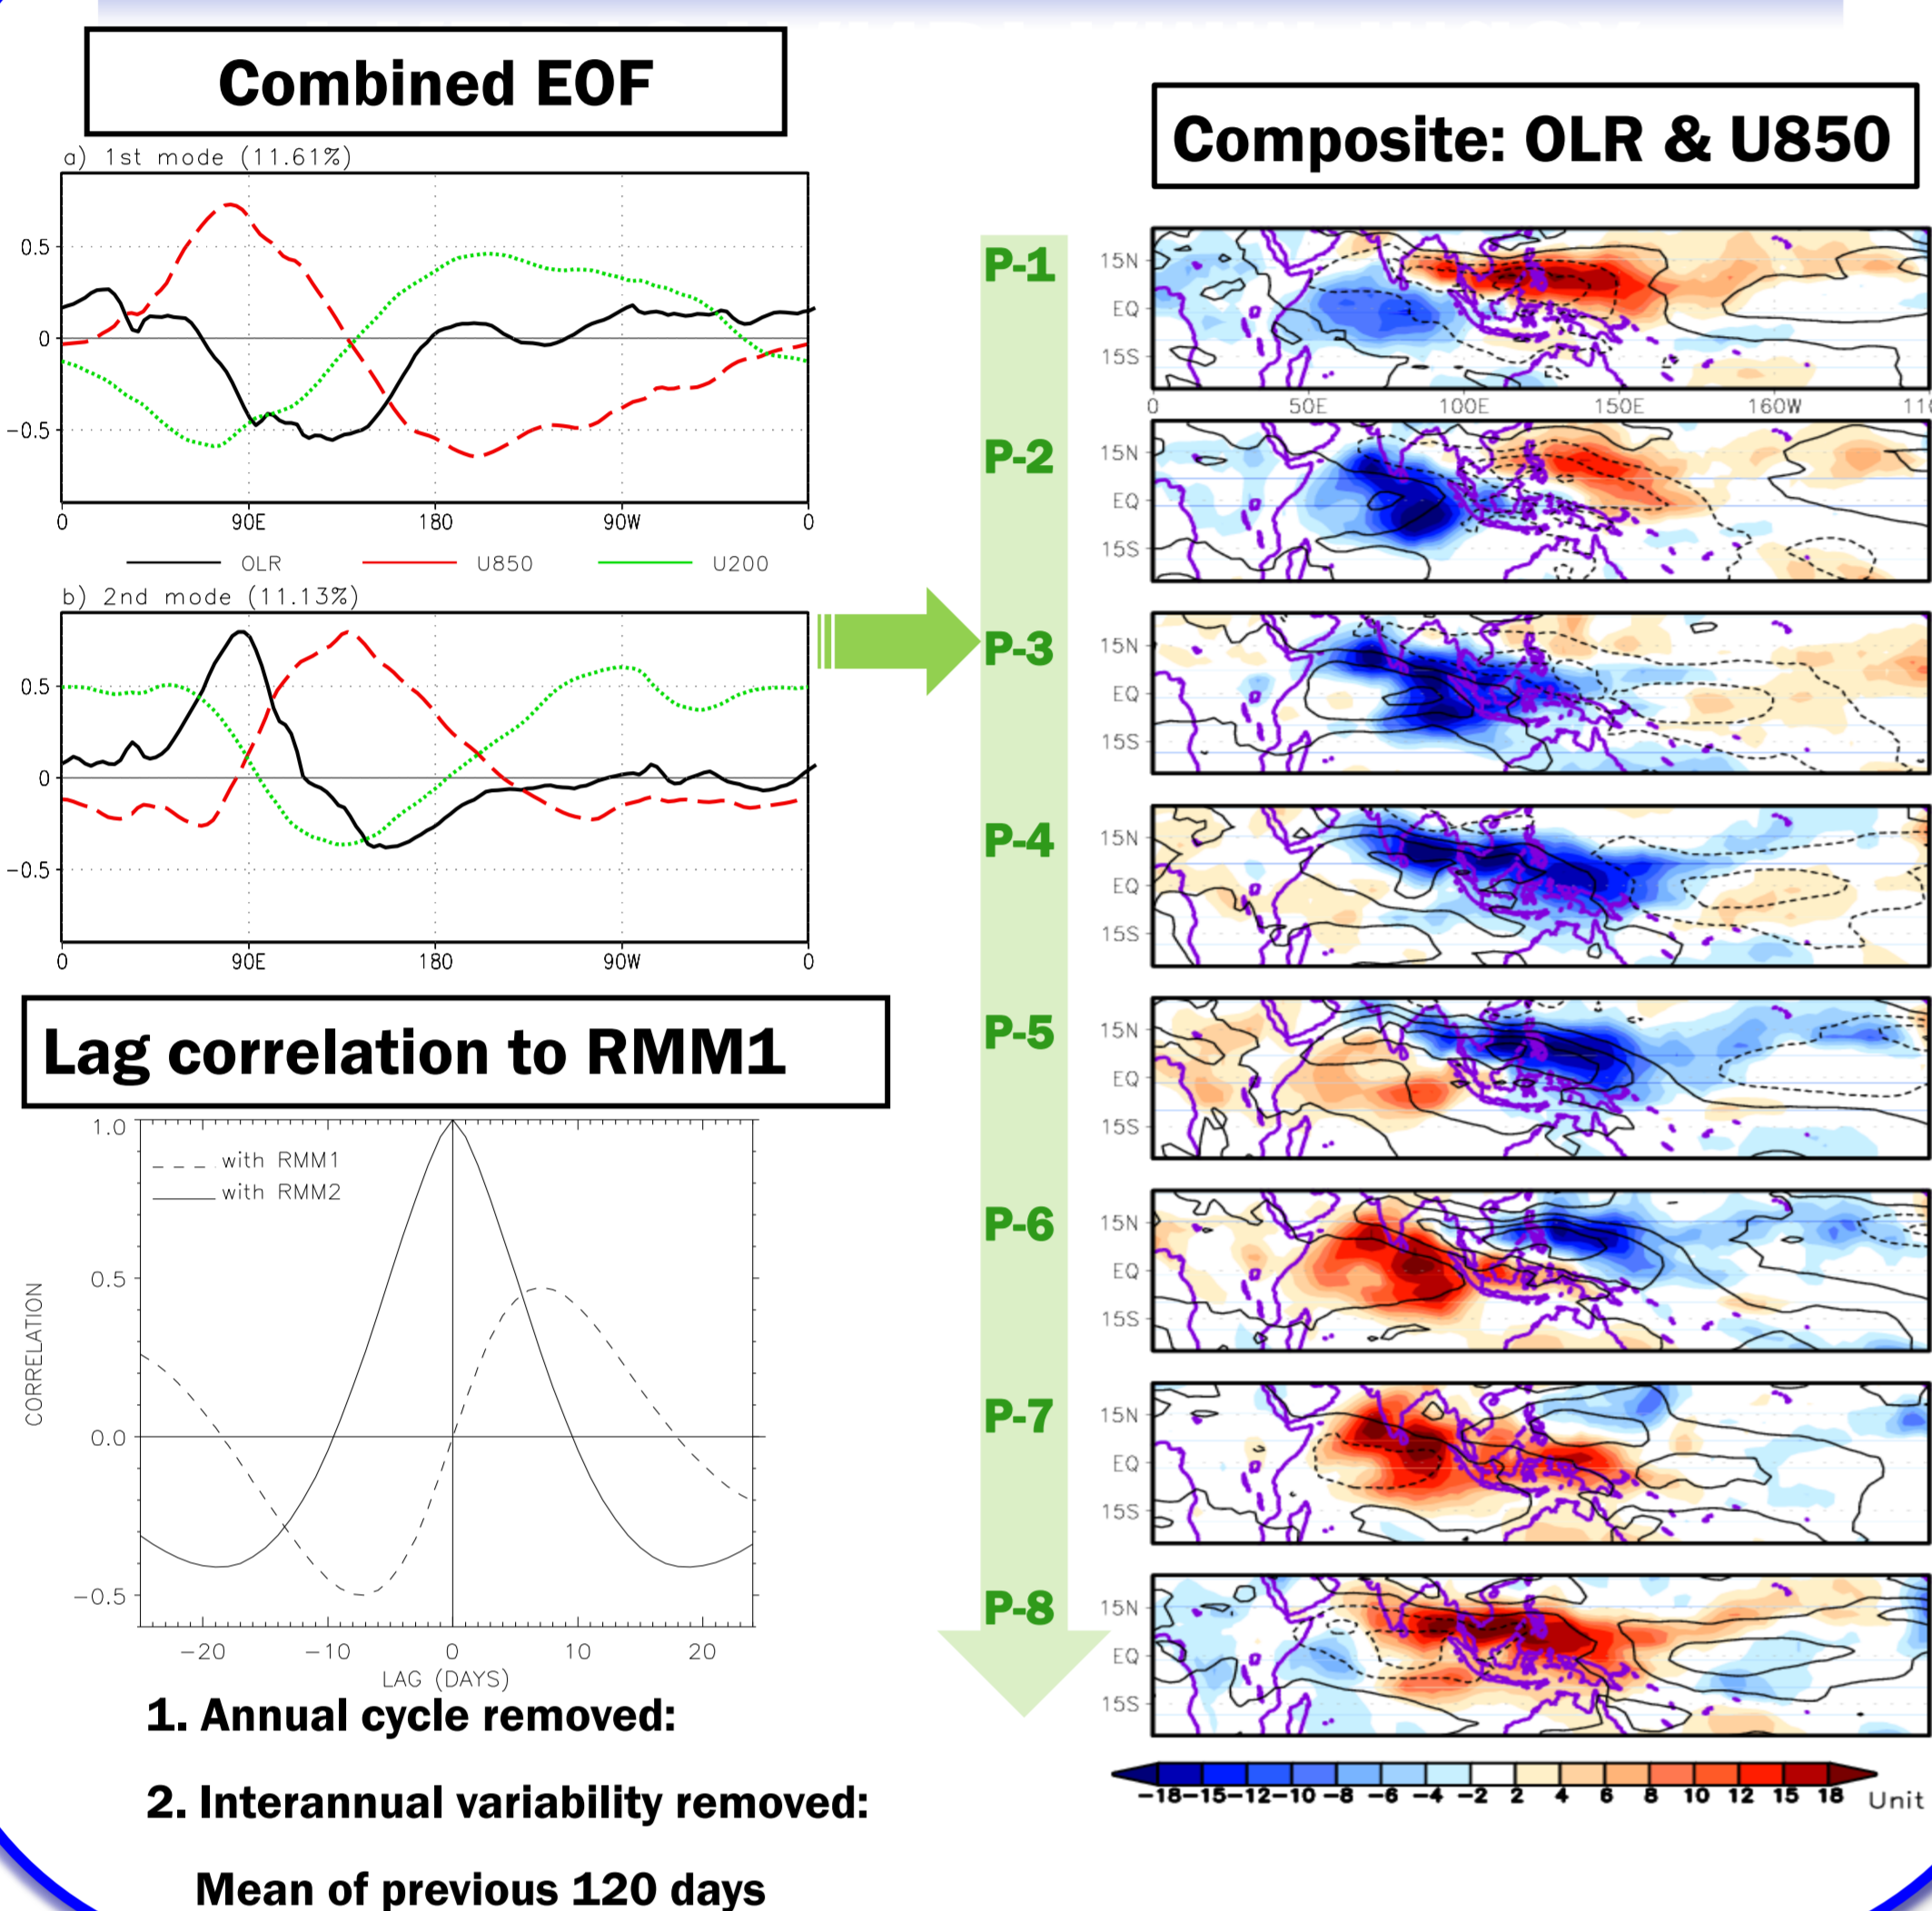 Combined EOF
a) 1st mode (11.61%)
0.5
0
−0.5
0 90E 180 90W 0
OLR U850 U200
b) 2nd mode (11.13%)
0.5
0
−0.5
0 90E 180 90W 0
Lag correlation to RMM1
with RMM1
with RMM2
1.0
0.5
0.0
−0.5
CORRELATION
−20 −10 0 10 20
LAG (DAYS)
1. Annual cycle removed:
2. Interannual variability removed:
Mean of previous 120 days
Composite: OLR & U850
P-1
15N
EQ
15S
0 50E 100E 150E 160W
P-2
15N
EQ
15S
P-3
15N
EQ
15S
P-4
15N
EQ
15S
P-5
15N
EQ
15S
P-6
15N
EQ
15S
P-7
15N
EQ
15S
P-8
15N
EQ
15S
−18 −15 −12 −10 −8 −6 −4 −2 2 4 6 8 10 12 15 18 Unit